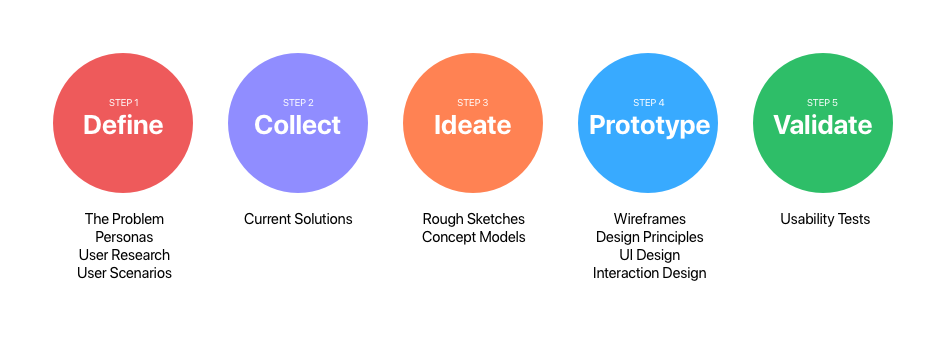 STEP 1
Define
The Problem
Personas
User Research
User Scenarios
STEP 2
Collect
Current Solutions
STEP 3
Ideate
Rough Sketches
Concept Models
STEP 4
Prototype
Wireframes
Design Principles
UI Design
Interaction Design
STEP 5
Validate
Usability Tests